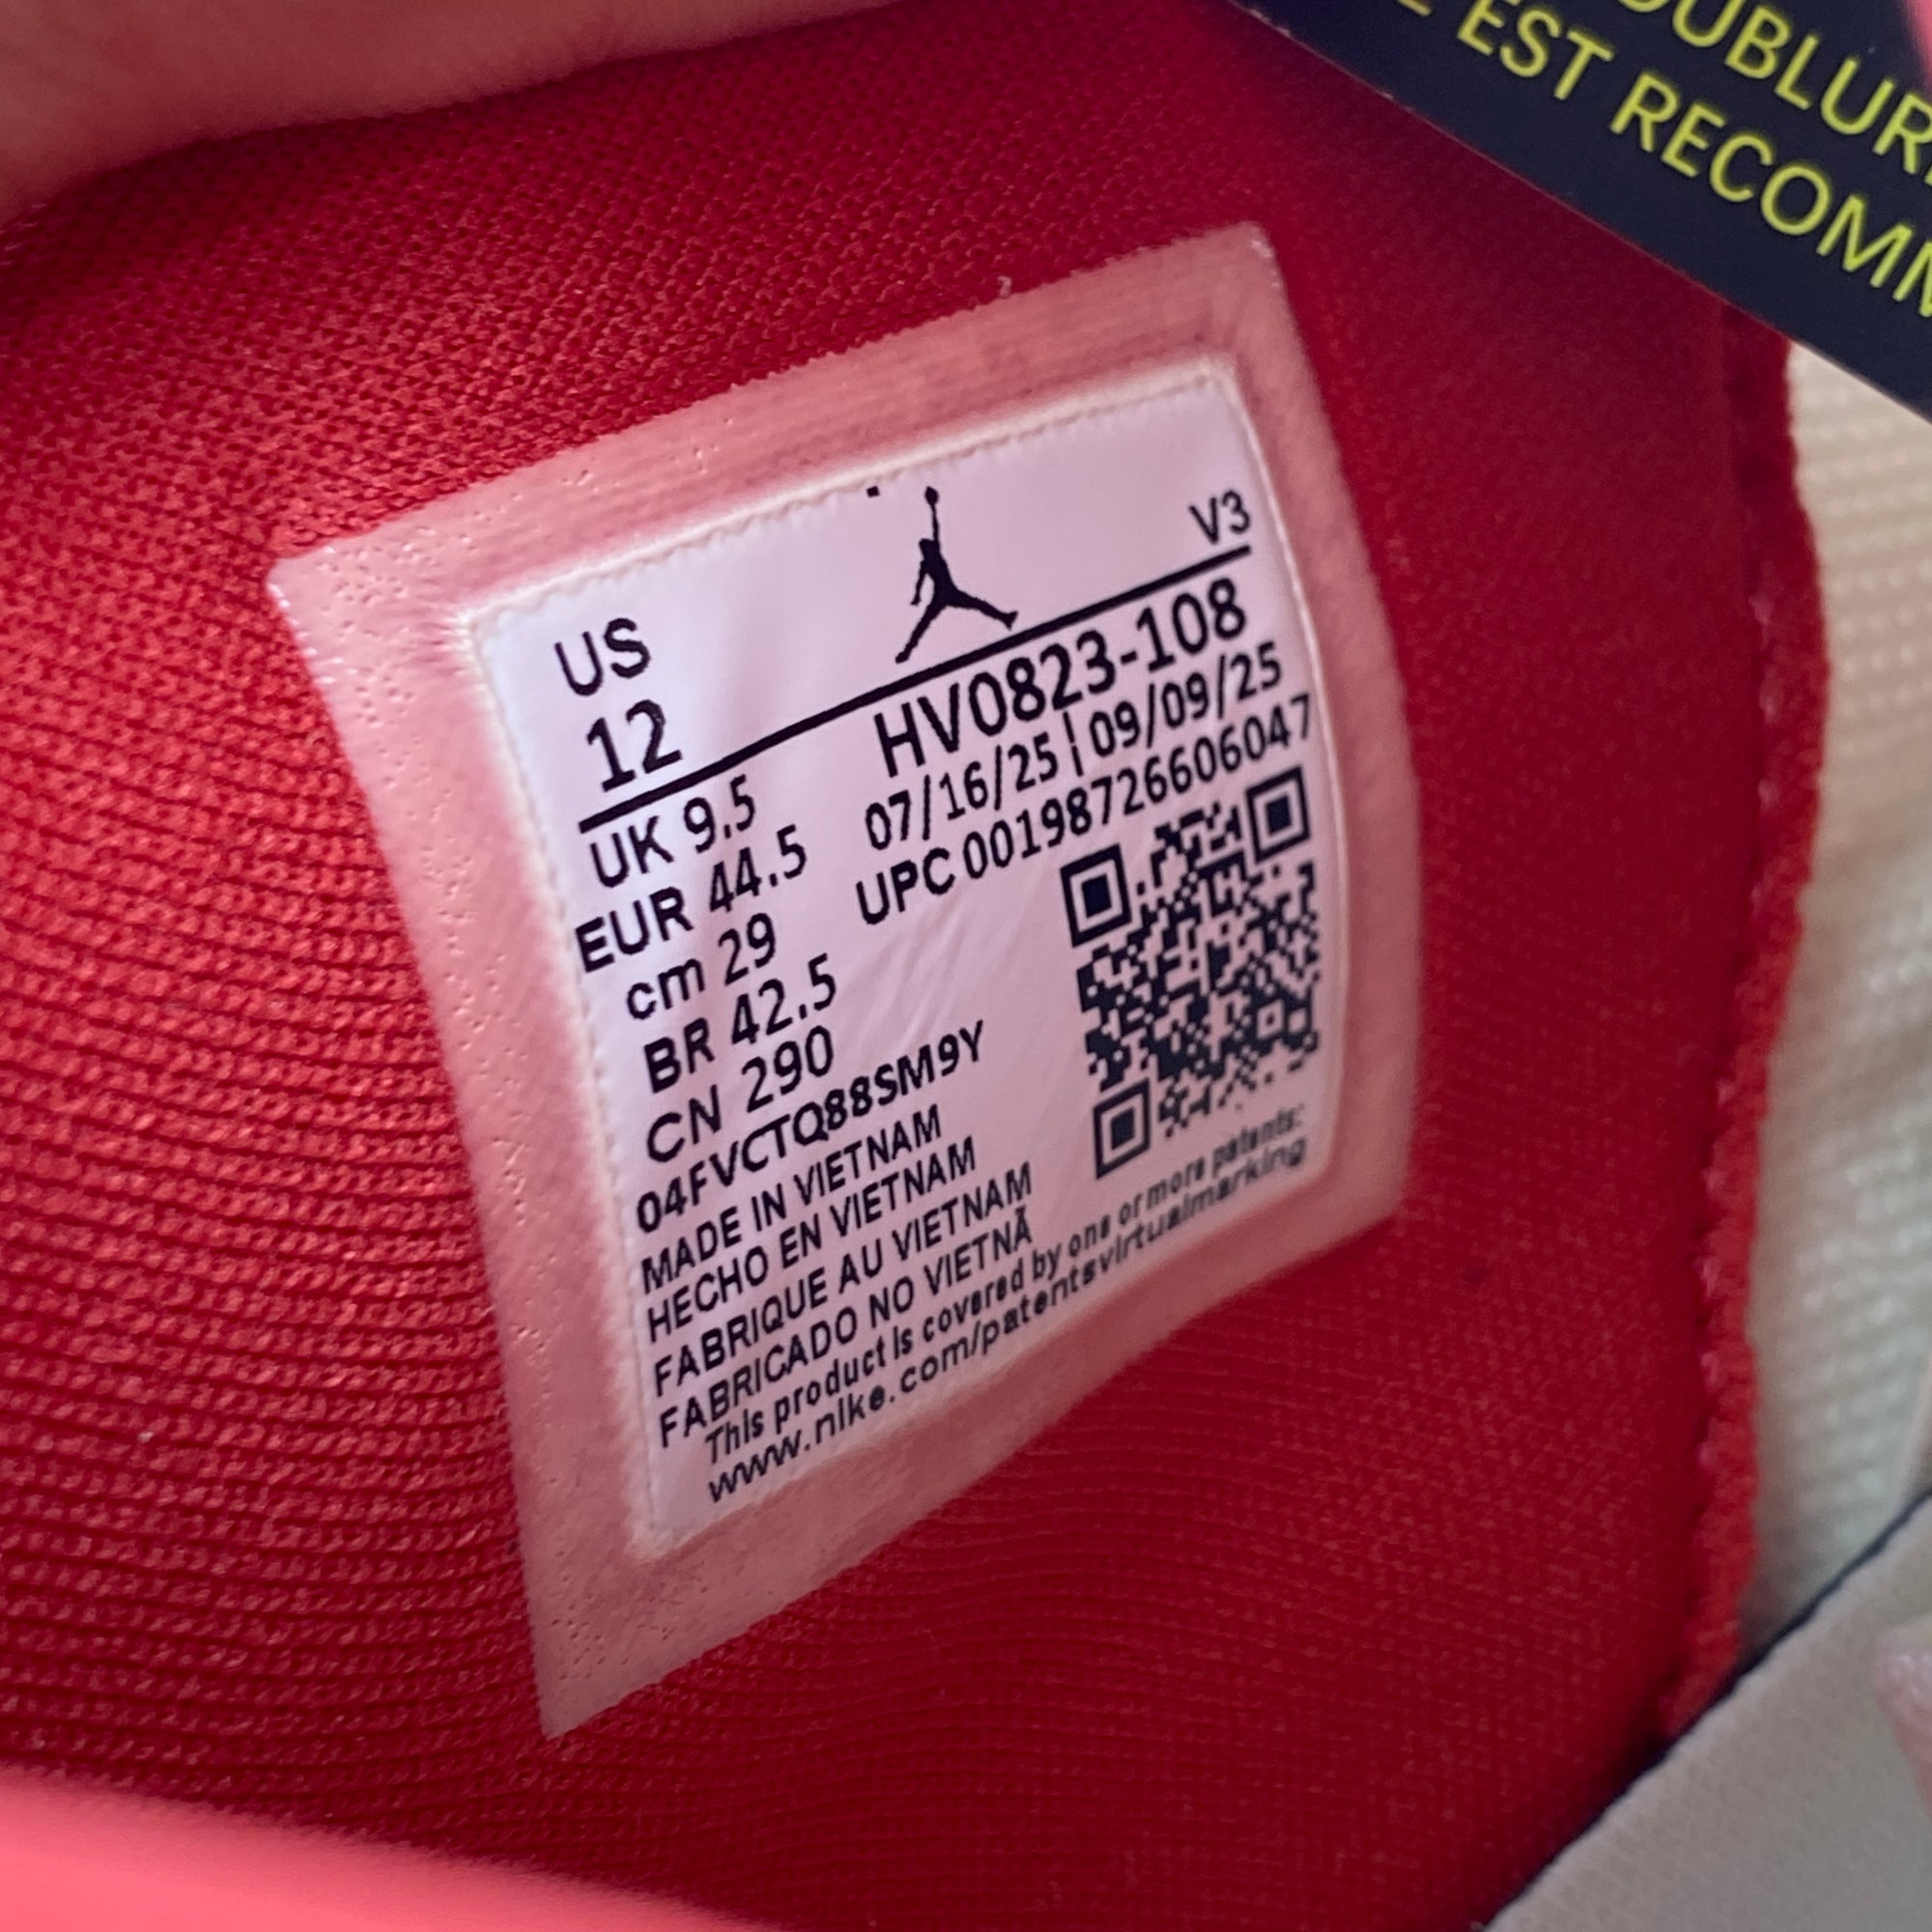 OUBLUR
EST RECOMM
V3
US
12
HV0823-108
07/16/25 | 09/09/25
UPC 00198726606047
UK 9.5
EUR 44.5
cm 29
BR 42.5
CN 290
04FVCTQ88SM9Y
MADE IN VIETNAM
HECHO EN VIETNAM
FABRIQUE AU VIETNAM
FABRICADO NO VIETNÃ
This product is covered by one or more patents:
www.nike.com/patentsvirtualmarking